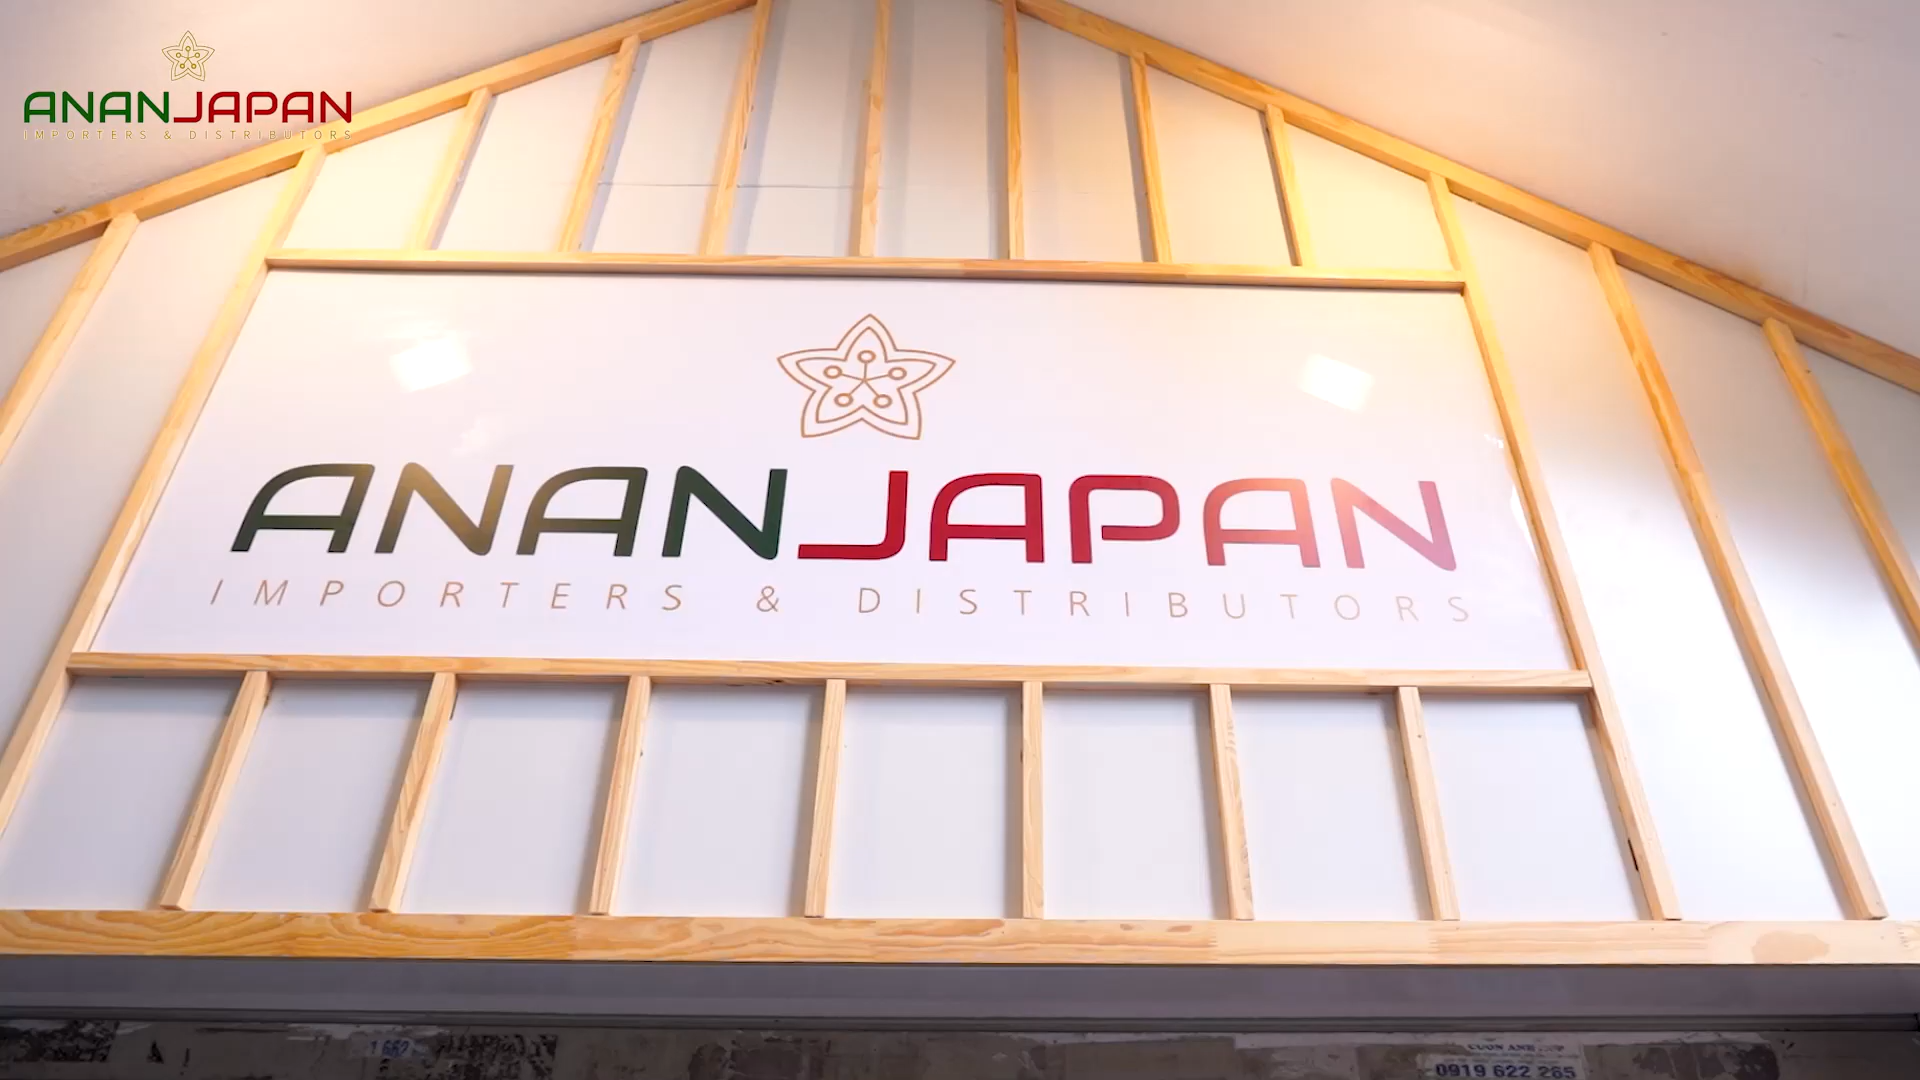 ANANJAPAN
IMPORTERS & DISTRIBUTORS
ANANJAPAN
IMPORTERS & DISTRIBUTORS
0919 622 265